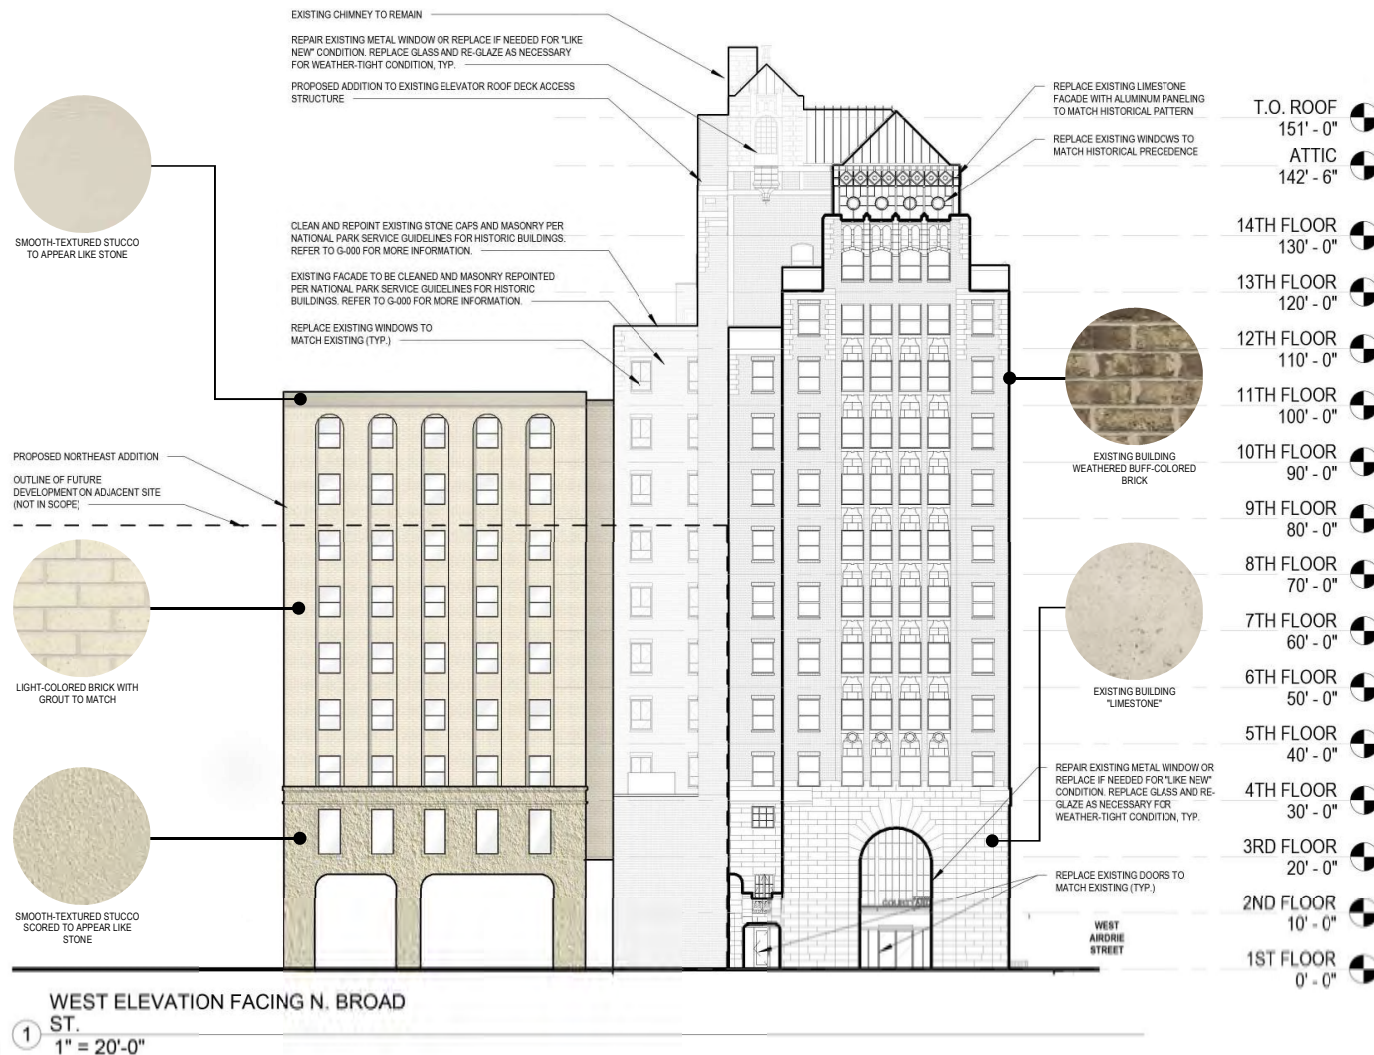 EXISTING CHIMNEY TO REMAIN
REPAIR EXISTING METAL WINDOW OR REPLACE IF NEEDED FOR "LIKE
NEW" CONDITION. REPLACE GLASS AND RE-GLAZE AS NECESSARY
FOR WEATHER-TIGHT CONDITION, TYP.
PROPOSED ADDITION TO EXISTING ELEVATOR ROOF DECK ACCESS
STRUCTURE
REPLACE EXISTING LIMESTONE
FACADE WITH ALUMINUM PANELING
TO MATCH HISTORICAL PATTERN
REPLACE EXISTING WINDOWS TO
MATCH HISTORICAL PRECEDENCE
SMOOTH-TEXTURED STUCCO
TO APPEAR LIKE STONE
CLEAN AND REPOINT EXISTING STONE CAPS AND MASONRY PER
NATIONAL PARK SERVICE GUIDELINES FOR HISTORIC BUILDINGS.
REFER TO G-000 FOR MORE INFORMATION.
EXISTING FACADE TO BE CLEANED AND MASONRY REPOINTED
PER NATIONAL PARK SERVICE GUIDELINES FOR HISTORIC
BUILDINGS. REFER TO G-000 FOR MORE INFORMATION.
REPLACE EXISTING WINDOWS TO
MATCH EXISTING (TYP.)
PROPOSED NORTHEAST ADDITION
OUTLINE OF FUTURE
DEVELOPMENT ON ADJACENT SITE
(NOT IN SCOPE)
LIGHT-COLORED BRICK WITH
GROUT TO MATCH
SMOOTH-TEXTURED STUCCO
SCORED TO APPEAR LIKE
STONE
EXISTING BUILDING
WEATHERED BUFF-COLORED
BRICK
EXISTING BUILDING
"LIMESTONE"
REPAIR EXISTING METAL WINDOW OR
REPLACE IF NEEDED FOR "LIKE NEW"
CONDITION. REPLACE GLASS AND RE-
GLAZE AS NECESSARY FOR
WEATHER-TIGHT CONDITION, TYP.
REPLACE EXISTING DOORS TO
MATCH EXISTING (TYP.)
WEST
AIRDRIE
STREET
T.O. ROOF
151' - 0"
ATTIC
142' - 6"
14TH FLOOR
130' - 0"
13TH FLOOR
120' - 0"
12TH FLOOR
110' - 0"
11TH FLOOR
100' - 0"
10TH FLOOR
90' - 0"
9TH FLOOR
80' - 0"
8TH FLOOR
70' - 0"
7TH FLOOR
60' - 0"
6TH FLOOR
50' - 0"
5TH FLOOR
40' - 0"
4TH FLOOR
30' - 0"
3RD FLOOR
20' - 0"
2ND FLOOR
10' - 0"
1ST FLOOR
0' - 0"
WEST ELEVATION FACING N. BROAD
ST.
1
1" = 20'-0"